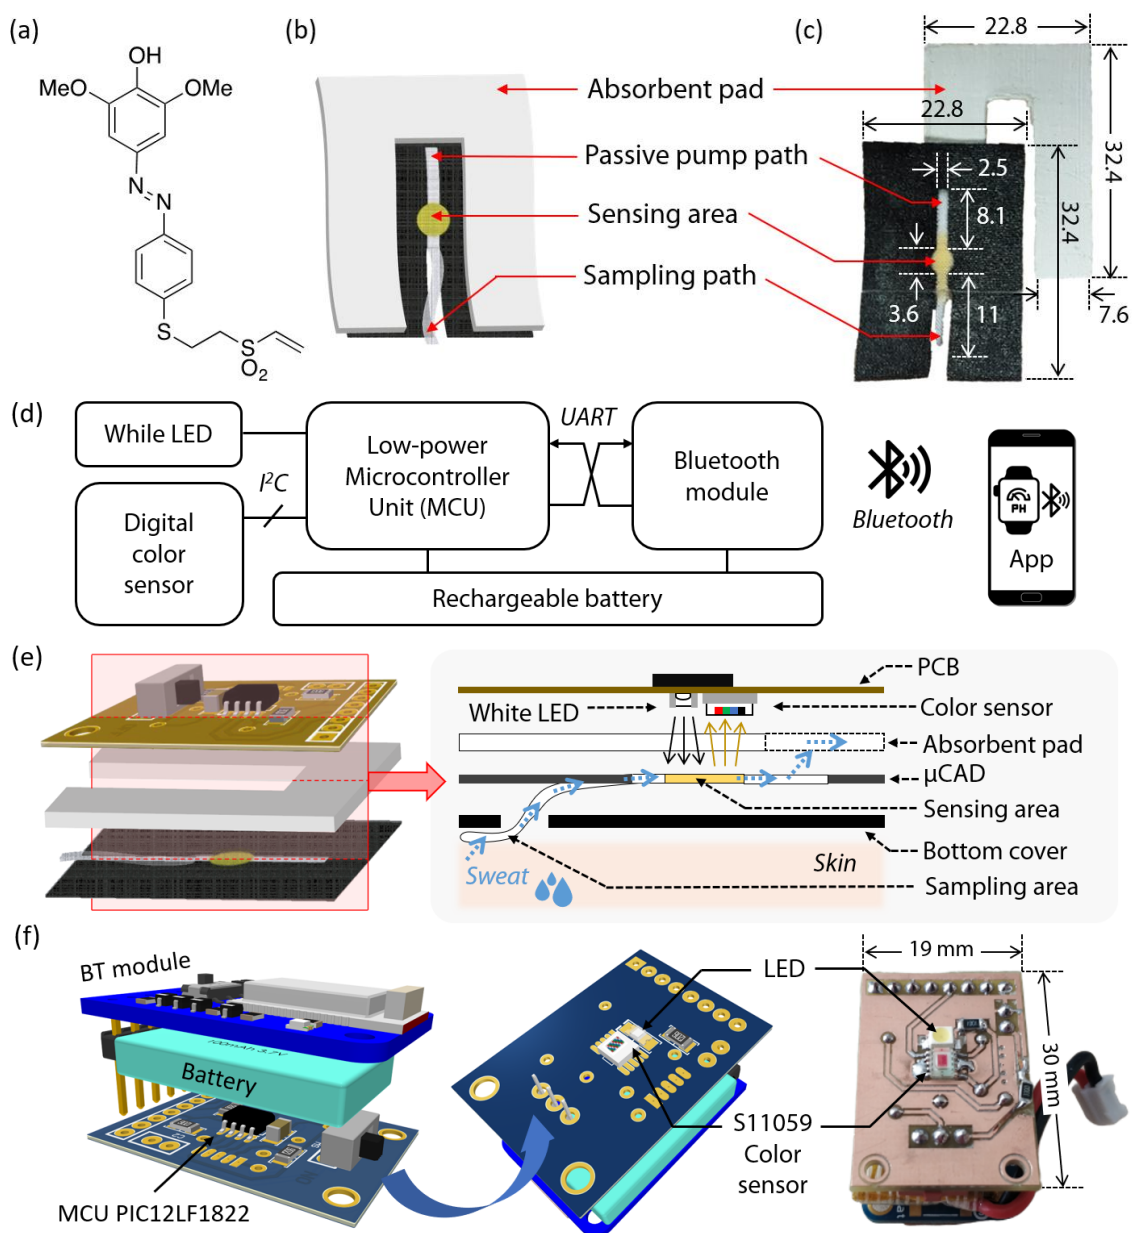 (a)
OH
MeO
OMe
N
N
S
S
O2
(b)
Absorbent pad
Passive pump path
Sensing area
Sampling path
(c)
22.8
22.8
2.5
8.1
32.4
32.4
3.6
11
7.6
(d)
While LED
I2C
Digital
color
sensor
Low-power
Microcontroller
Unit (MCU)
UART
Bluetooth
module
Rechargeable battery
Bluetooth
PH
App
(e)
PCB
White LED
Color sensor
Absorbent pad
µCAD
Sensing area
Bottom cover
Skin
Sweat
Sampling area
(f)
BT module
100mAh 3.7V
Battery
MCU PIC12LF1822
LED
S11059
Color
sensor
19 mm
30 mm